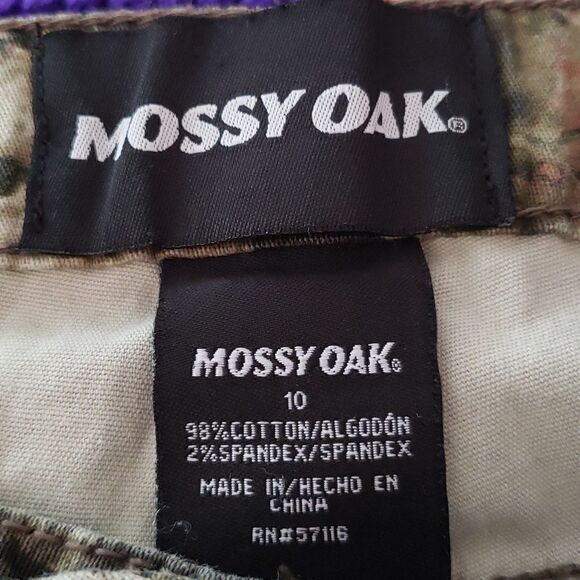 MOSSY OAK®
MOSSY OAK®
10
98%COTTON/ALGODÓN
2%SPANDEX/SPANDEX
MADE IN/HECHO EN
CHINA
RN#57116